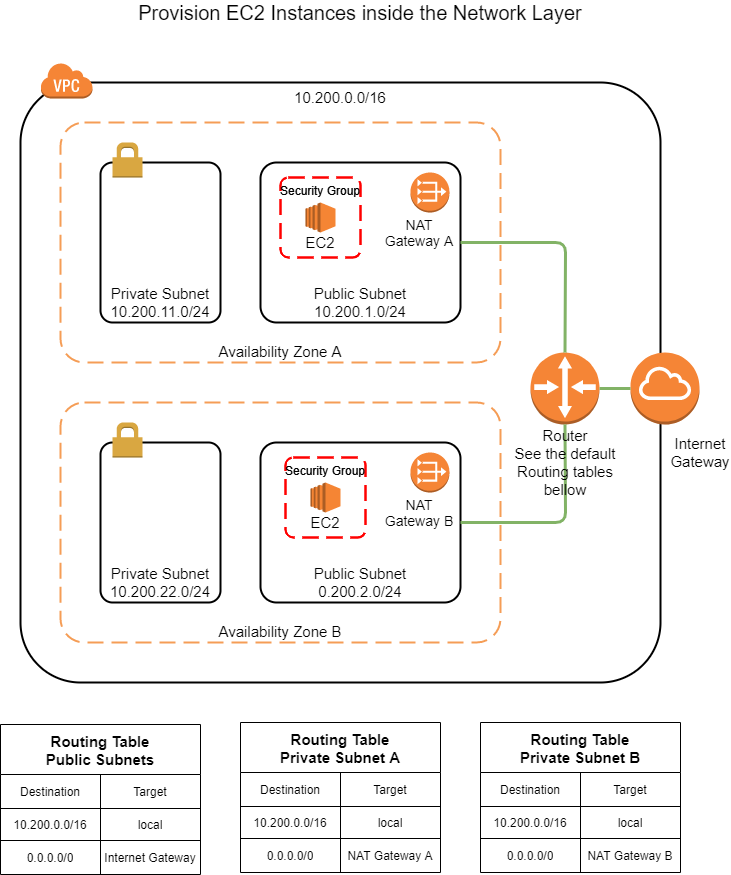 Provision EC2 Instances inside the Network Layer
VPC
10.200.0.0/16
Security Group
EC2
NAT
Gateway A
Private Subnet
10.200.11.0/24
Public Subnet
10.200.1.0/24
Availability Zone A
Router
See the default
Routing tables
bellow
Internet
Gateway
Security Group
EC2
NAT
Gateway B
Private Subnet
10.200.22.0/24
Public Subnet
0.200.2.0/24
Availability Zone B
Routing Table
Public Subnets
Destination Target
10.200.0.0/16 local
0.0.0.0/0 Internet Gateway
Routing Table
Private Subnet A
Destination Target
10.200.0.0/16 local
0.0.0.0/0 NAT Gateway A
Routing Table
Private Subnet B
Destination Target
10.200.0.0/16 local
0.0.0.0/0 NAT Gateway B